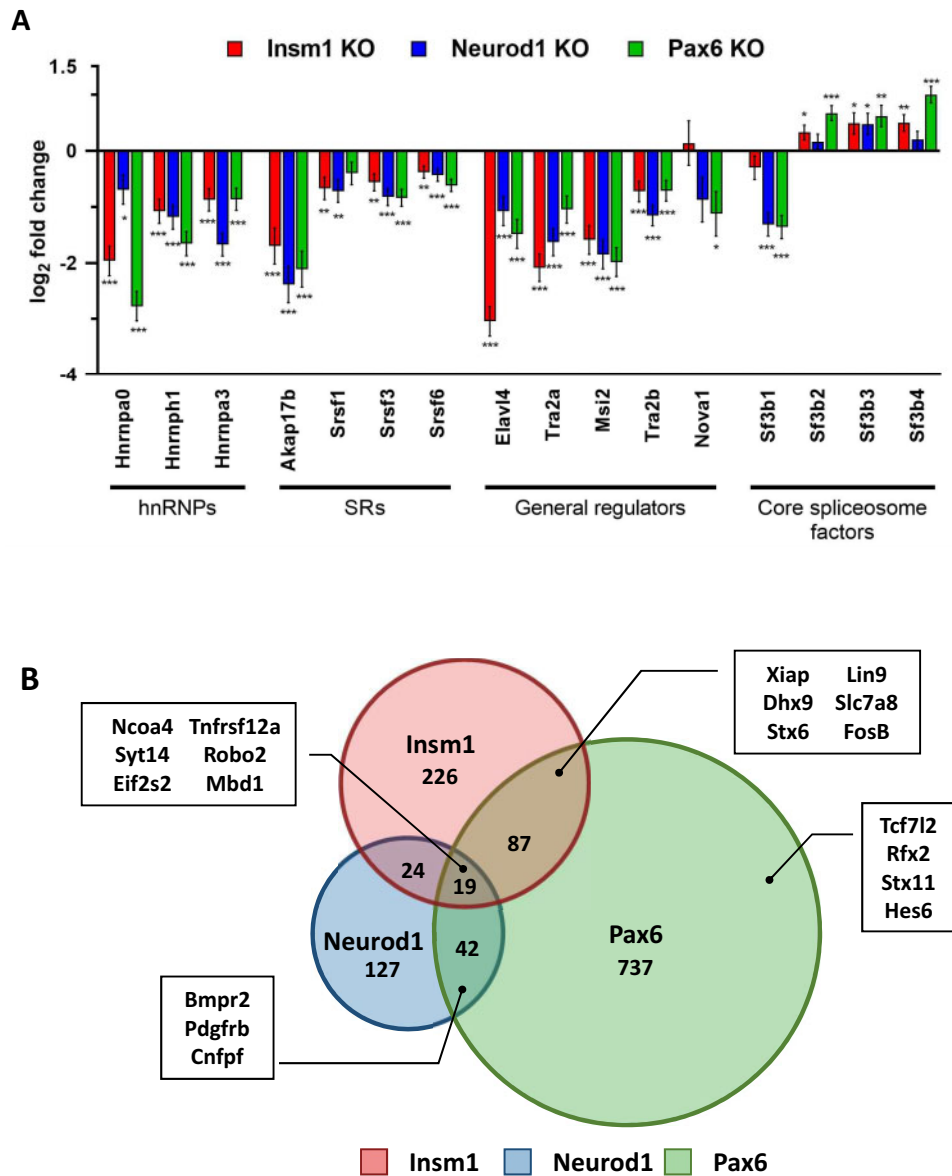 A
Insm1 KO Neurod1 KO Pax6 KO
log2 fold change
1.5
0
-2
-4
*** * ***
*** *** ***
*** *** ***
*** *** ***
** **
** *** ***
** *** ***
*** *** ***
*** *** ***
*** *** ***
*** *** ***
*
*** ***
* ***
* * **
** ***
Hnrnpa0
Hnrnph1
Hnrnpa3
Akap17b
Srsf1
Srsf3
Srsf6
Elavl4
Tra2a
Msi2
Tra2b
Nova1
Sf3b1
Sf3b2
Sf3b3
Sf3b4
hnRNPs
SRs
General regulators
Core spliceosome
factors
B
Ncoa4 Tnfrsf12a
Syt14 Robo2
Eif2s2 Mbd1
Xiap Lin9
Dhx9 Slc7a8
Stx6 FosB
Insm1
226
87
24
19
Neurod1
127
42
Pax6
737
Tcf7l2
Rfx2
Stx11
Hes6
Bmpr2
Pdgfrb
Cnfpf
Insm1 Neurod1 Pax6